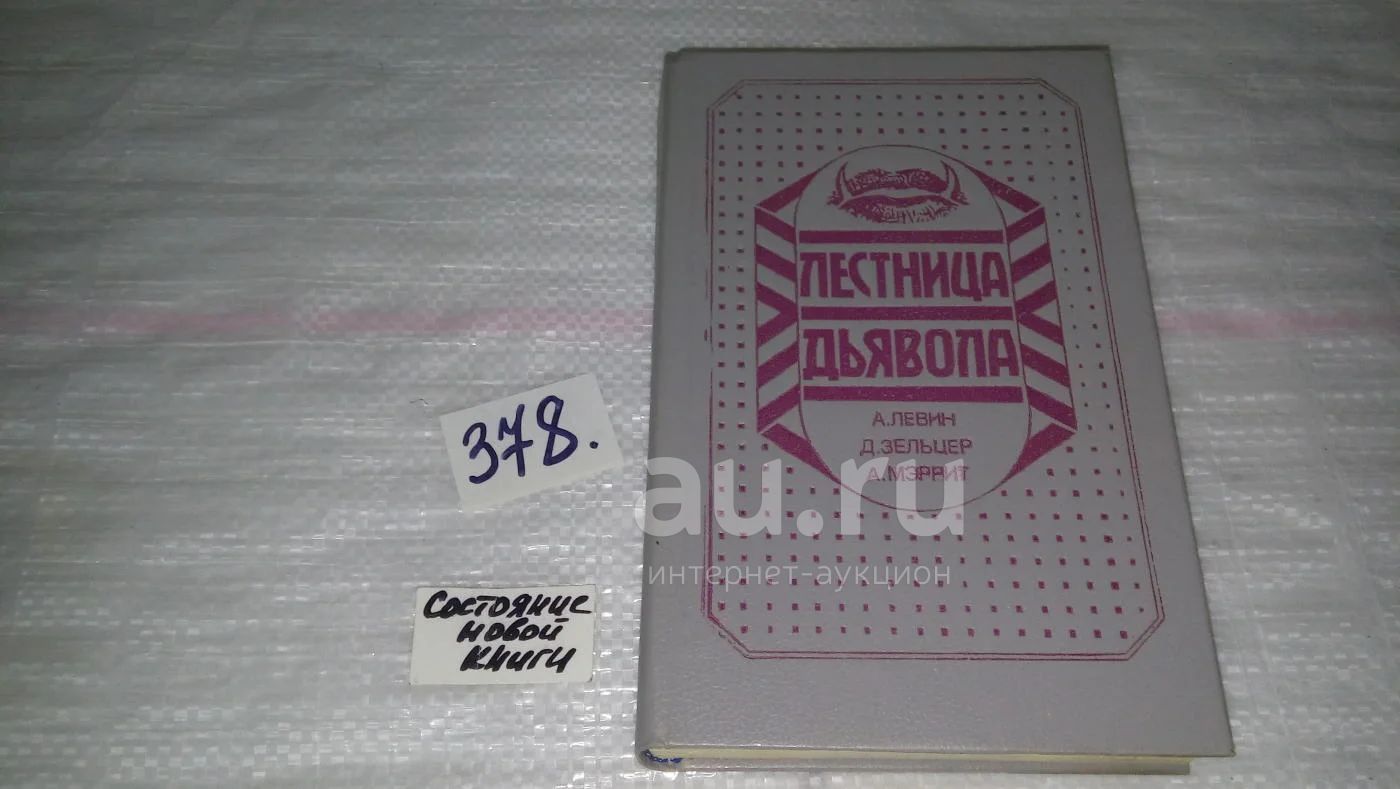 ЛЕСТНИЦА
ДЬЯВОЛА
А.ЛЕВИН
Д.ЗЕЛЬЦЕР
А.МЭРРИТ
378.
Состояние
новой
книги
au.ru
интернет-аукцион